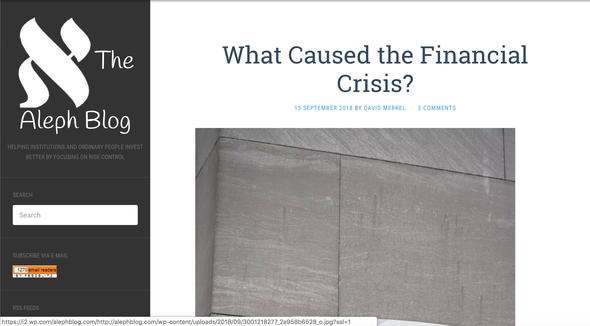 The
Aleph Blog
HELPING INSTITUTIONS AND ORDINARY PEOPLE INVEST
BETTER BY FOCUSING ON RISK CONTROL
SEARCH
Search
SUBSCRIBE VIA E-MAIL
1270 email readers
RSS FEEDS
What Caused the Financial
Crisis?
15 SEPTEMBER 2018 BY DAVID MERKEL · 3 COMMENTS
https://i2.wp.com/alephblog.com/http://alephblog.com/wp-content/uploads/2018/09/3001218277_2a958b6528_o.jpg?ssl=1